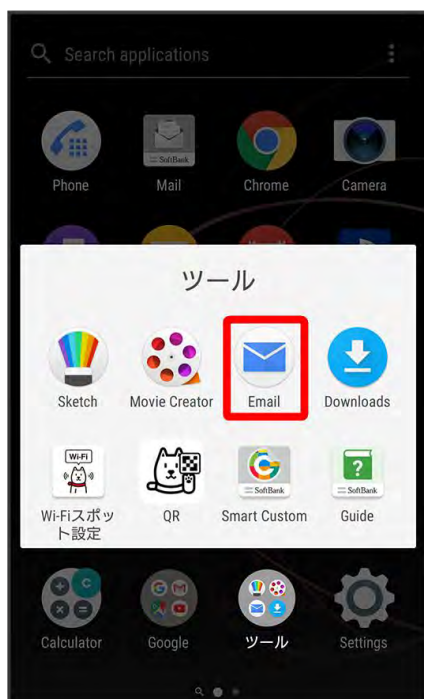 Search applications
Phone
Mail
Chrome
Camera
SoftBank
ツール
Sketch
Movie Creator
Email
Downloads
Wi-Fi
SoftBank
SoftBank
Wi-Fiスポッ
ト設定
QR
Smart Custom
Guide
Calculator
Google
ツール
Settings